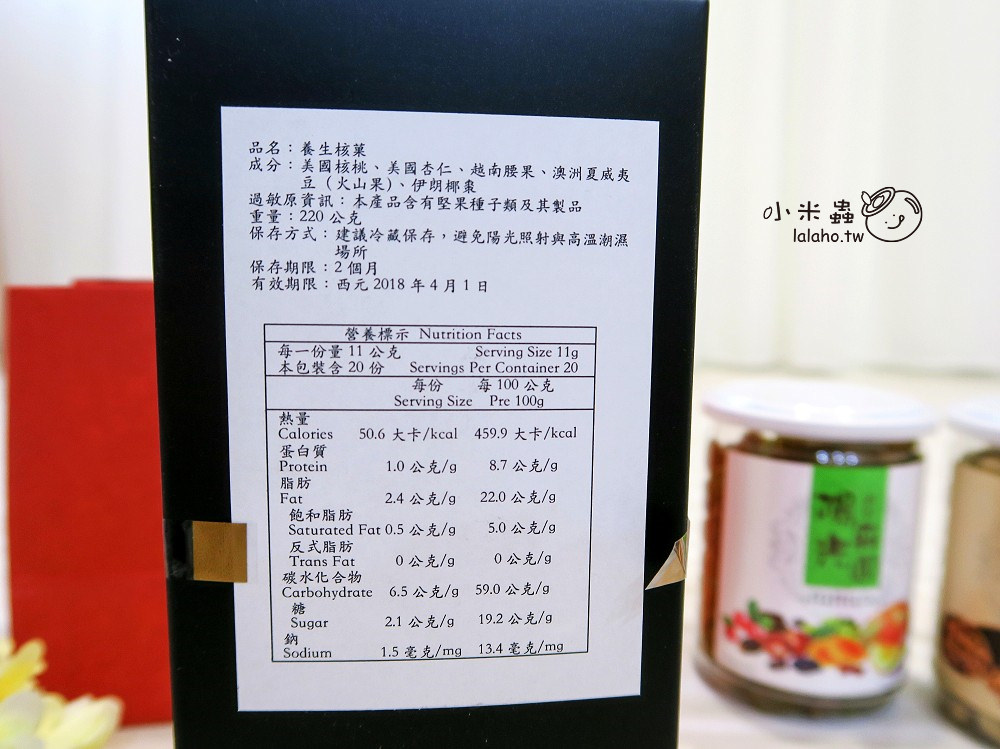 品名：養生核菓
成分：美國核桃、美國杏仁、越南腰果、澳洲夏威夷
豆（火山果）、伊朗椰棗
過敏原資訊：本產品含有堅果種子類及其製品
重量：220 公克
保存方式：建議冷藏保存，避免陽光照射與高溫潮濕
場所
保存期限：2 個月
有效期限：西元 2018 年 4 月 1 日
營養標示 Nutrition Facts
每一份量 11 公克 Serving Size 11g
本包裝含 20 份 Servings Per Container 20
每份 每 100 公克
Serving Size Pre 100g
熱量
Calories 50.6 大卡/kcal 459.9 大卡/kcal
蛋白質
Protein 1.0 公克/g 8.7 公克/g
脂肪
Fat 2.4 公克/g 22.0 公克/g
飽和脂肪
Saturated Fat 0.5 公克/g 5.0 公克/g
反式脂肪
Trans Fat 0 公克/g 0 公克/g
碳水化合物
Carbohydrate 6.5 公克/g 59.0 公克/g
糖
Sugar 2.1 公克/g 19.2 公克/g
鈉
Sodium 1.5 毫克/mg 13.4 毫克/mg
小米蟲
lalaho.tw